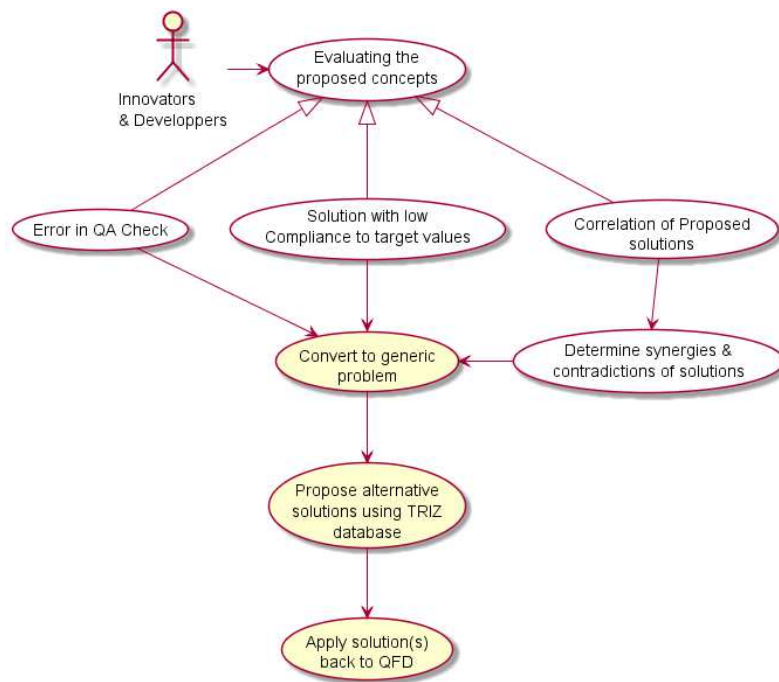 Evaluating the
proposed concepts
Innovators
& Developpers
Error in QA Check
Solution with low
Compliance to target values
Correlation of Proposed
solutions
Convert to generic
problem
Determine synergies &
contradictions of solutions
Propose alternative
solutions using TRIZ
database
Apply solution(s)
back to QFD